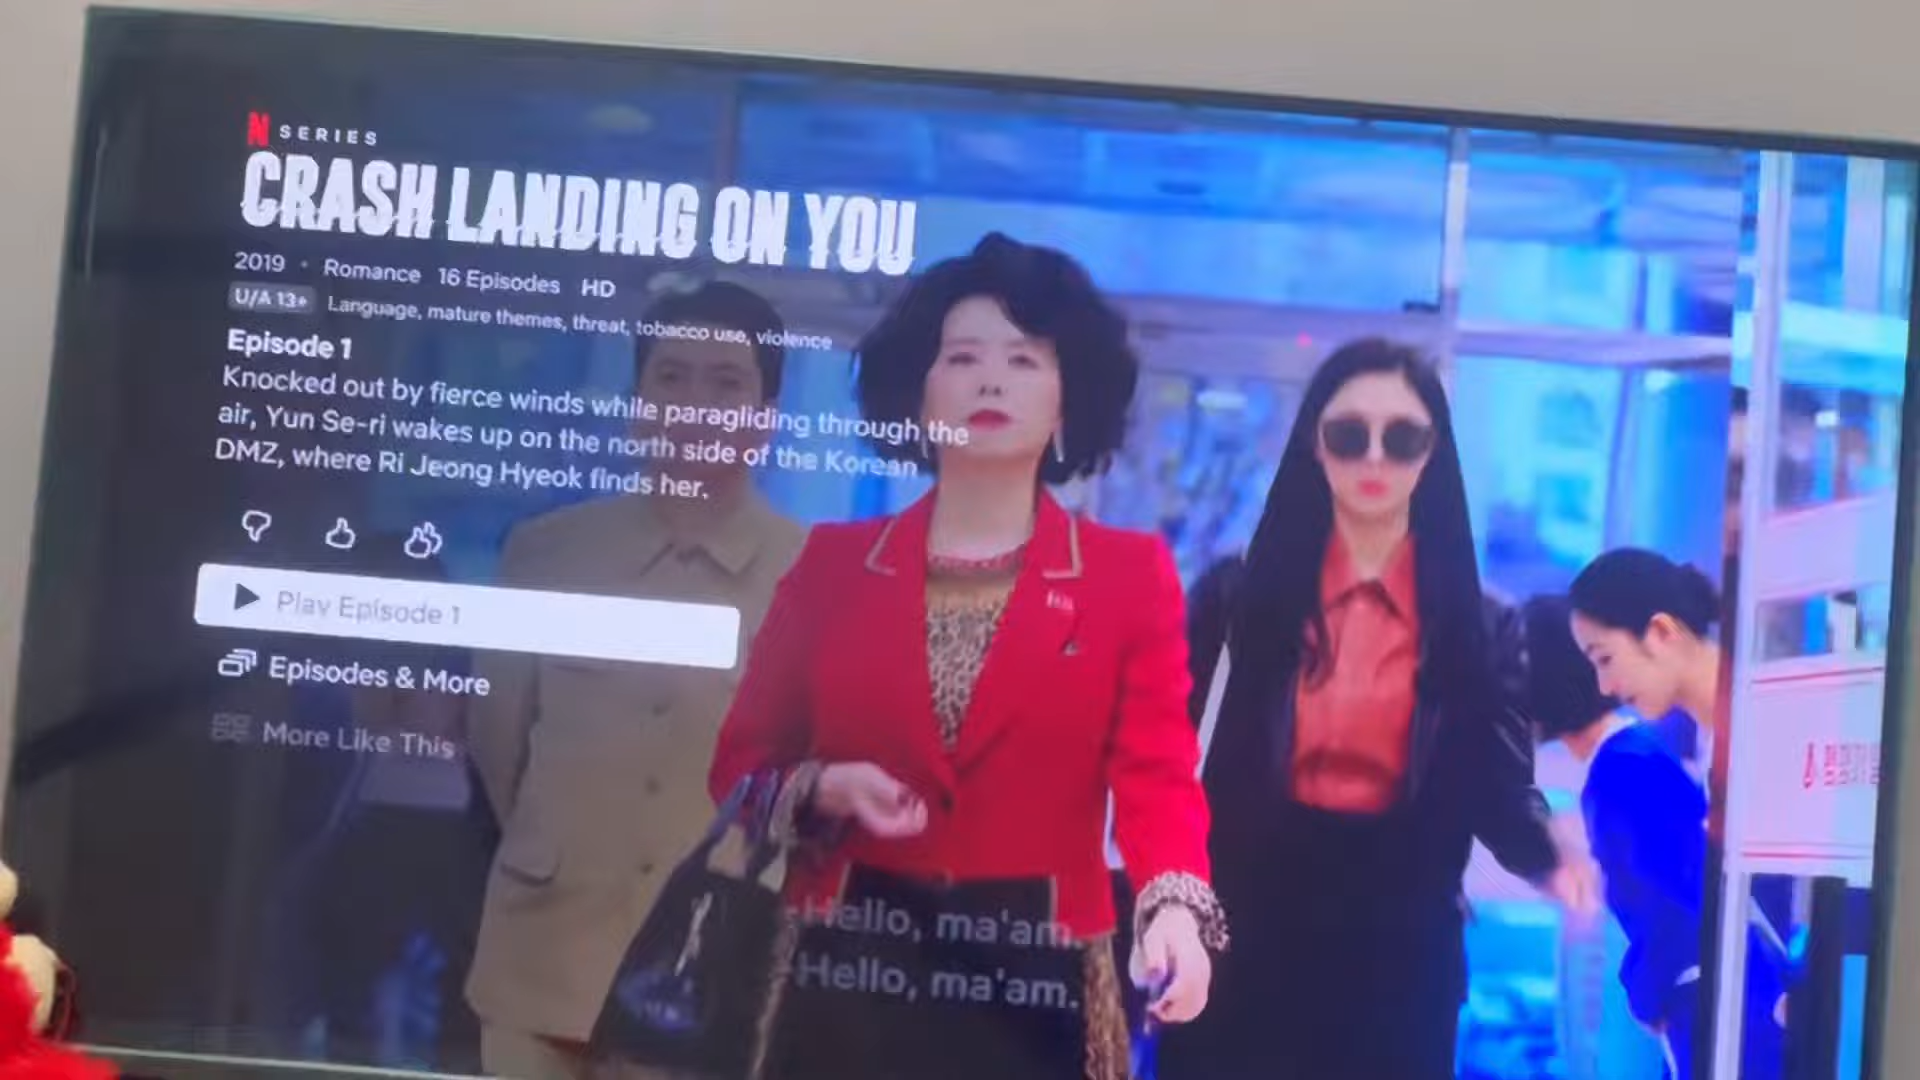 N SERIES
CRASH LANDING ON YOU
2019 • Romance 16 Episodes HD
U/A 13+ Language, mature themes, threat, tobacco use, violence
Episode 1
Knocked out by fierce winds while paragliding through the
air, Yun Se-ri wakes up on the north side of the Korean
DMZ, where Ri Jeong Hyeok finds her.
Play Episode 1
Episodes & More
More Like This
-Hello, ma'am.
-Hello, ma'am.